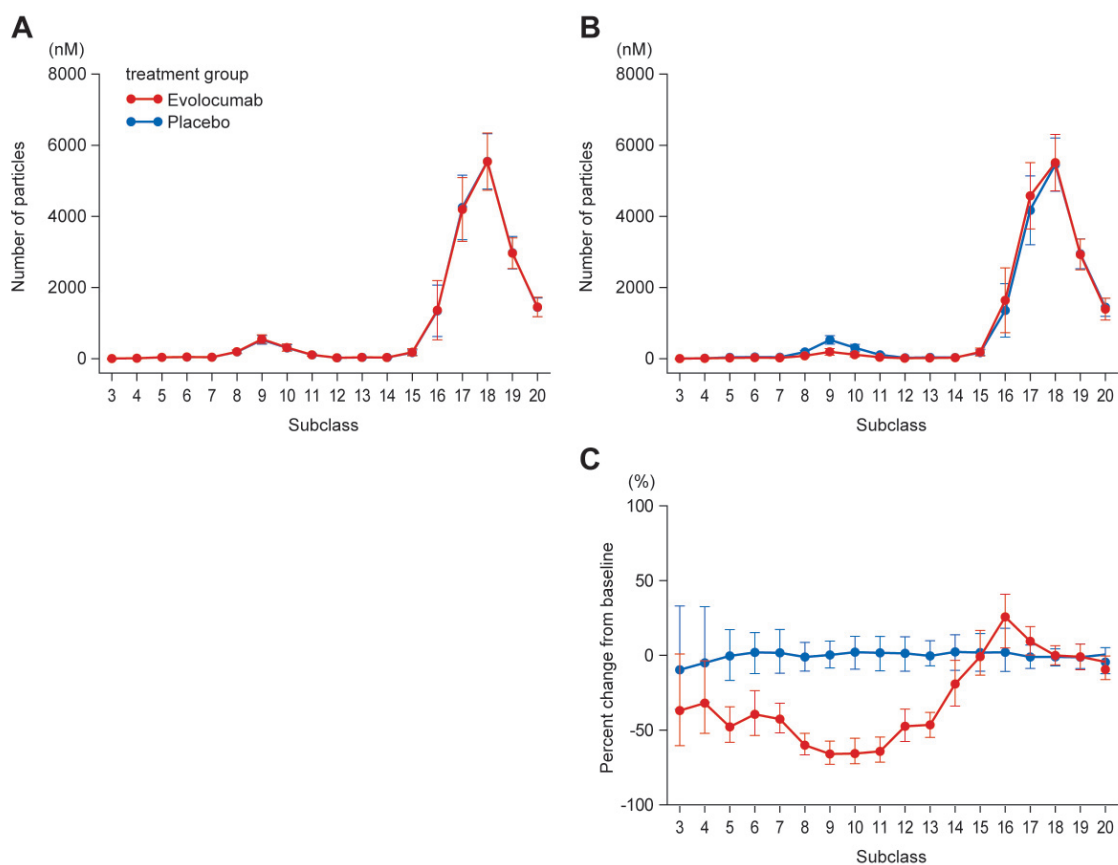 A
(nM)
8000
6000
4000
2000
0
Number of particles
treatment group
Evolocumab
Placebo
3 4 5 6 7 8 9 10 11 12 13 14 15 16 17 18 19 20
Subclass
B
(nM)
8000
6000
4000
2000
0
Number of particles
3 4 5 6 7 8 9 10 11 12 13 14 15 16 17 18 19 20
Subclass
C
(%)
100
50
0
-50
-100
Percent change from baseline
3 4 5 6 7 8 9 10 11 12 13 14 15 16 17 18 19 20
Subclass